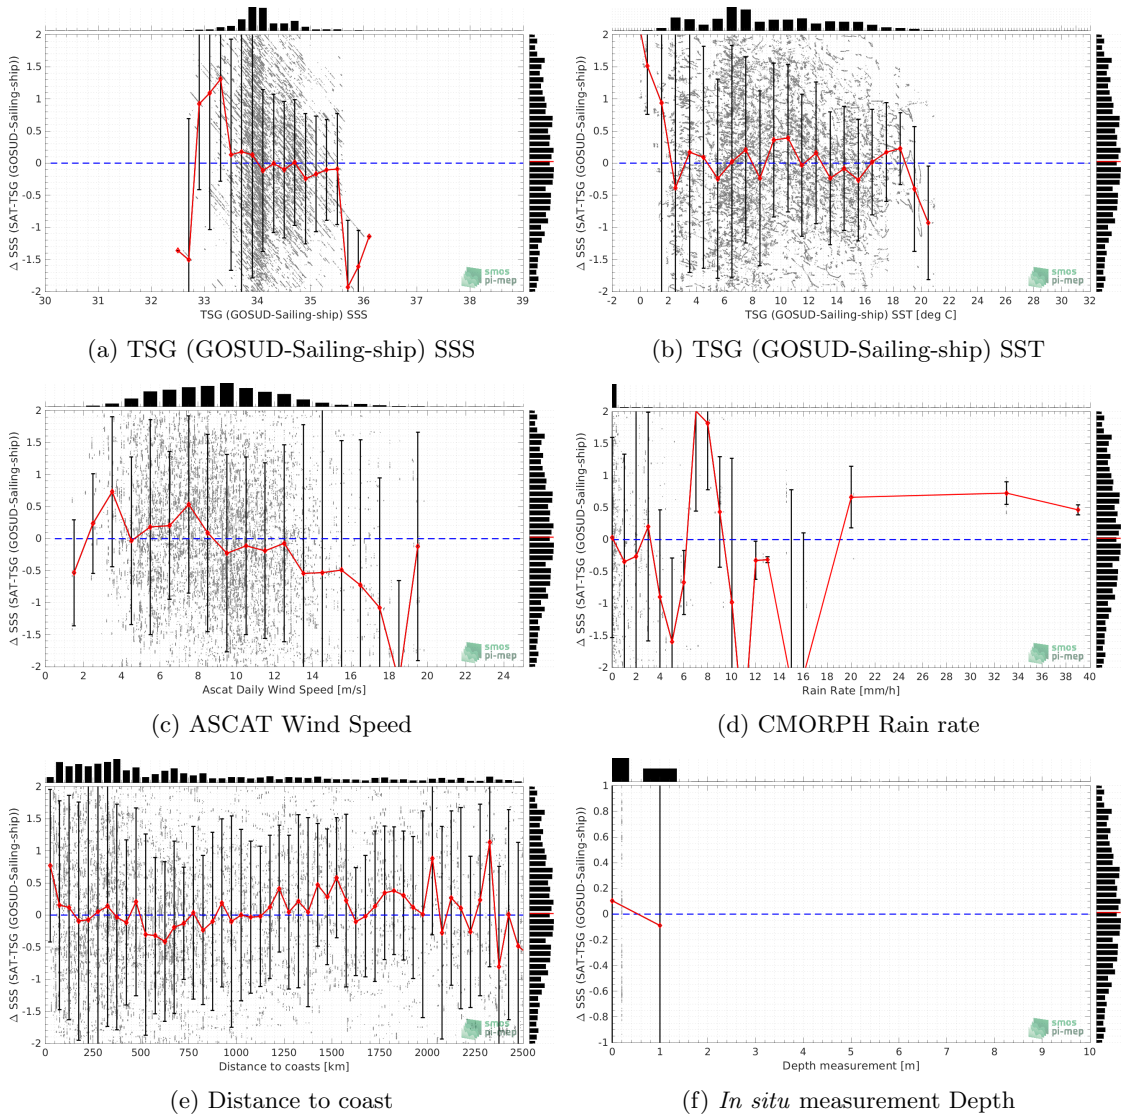 2
1.5
1
0.5
0
-0.5
-1
-1.5
-2
Δ SSS (SAT-TSG (GOSUD-Sailing-ship))
30 31 32 33 34 35 36 37 38 39
TSG (GOSUD-Sailing-ship) SSS
smos
pi-mep
(a) TSG (GOSUD-Sailing-ship) SSS
2
1.5
1
0.5
0
-0.5
-1
-1.5
-2
Δ SSS (SAT-TSG (GOSUD-Sailing-ship))
-2 0 2 4 6 8 10 12 14 16 18 20 22 24 26 28 30 32
TSG (GOSUD-Sailing-ship) SST [deg C]
smos
pi-mep
(b) TSG (GOSUD-Sailing-ship) SST
2
1.5
1
0.5
0
-0.5
-1
-1.5
-2
Δ SSS (SAT-TSG (GOSUD-Sailing-ship))
0 2 4 6 8 10 12 14 16 18 20 22 24
Ascat Daily Wind Speed [m/s]
smos
pi-mep
(c) ASCAT Wind Speed
2
1.5
1
0.5
0
-0.5
-1
-1.5
-2
Δ SSS (SAT-TSG (GOSUD-Sailing-ship))
0 2 4 6 8 10 12 14 16 18 20 22 24 26 28 30 32 34 36 38 40
Rain Rate [mm/h]
smos
pi-mep
(d) CMORPH Rain rate
2
1.5
1
0.5
0
-0.5
-1
-1.5
-2
Δ SSS (SAT-TSG (GOSUD-Sailing-ship))
0 250 500 750 1000 1250 1500 1750 2000 2250 2500
Distance to coasts [km]
smos
pi-mep
(e) Distance to coast
1
0.8
0.6
0.4
0.2
0
-0.2
-0.4
-0.6
-0.8
-1
Δ SSS (SAT-TSG (GOSUD-Sailing-ship))
0 1 2 3 4 5 6 7 8 9 10
Depth measurement [m]
smos
pi-mep
(f) In situ measurement Depth